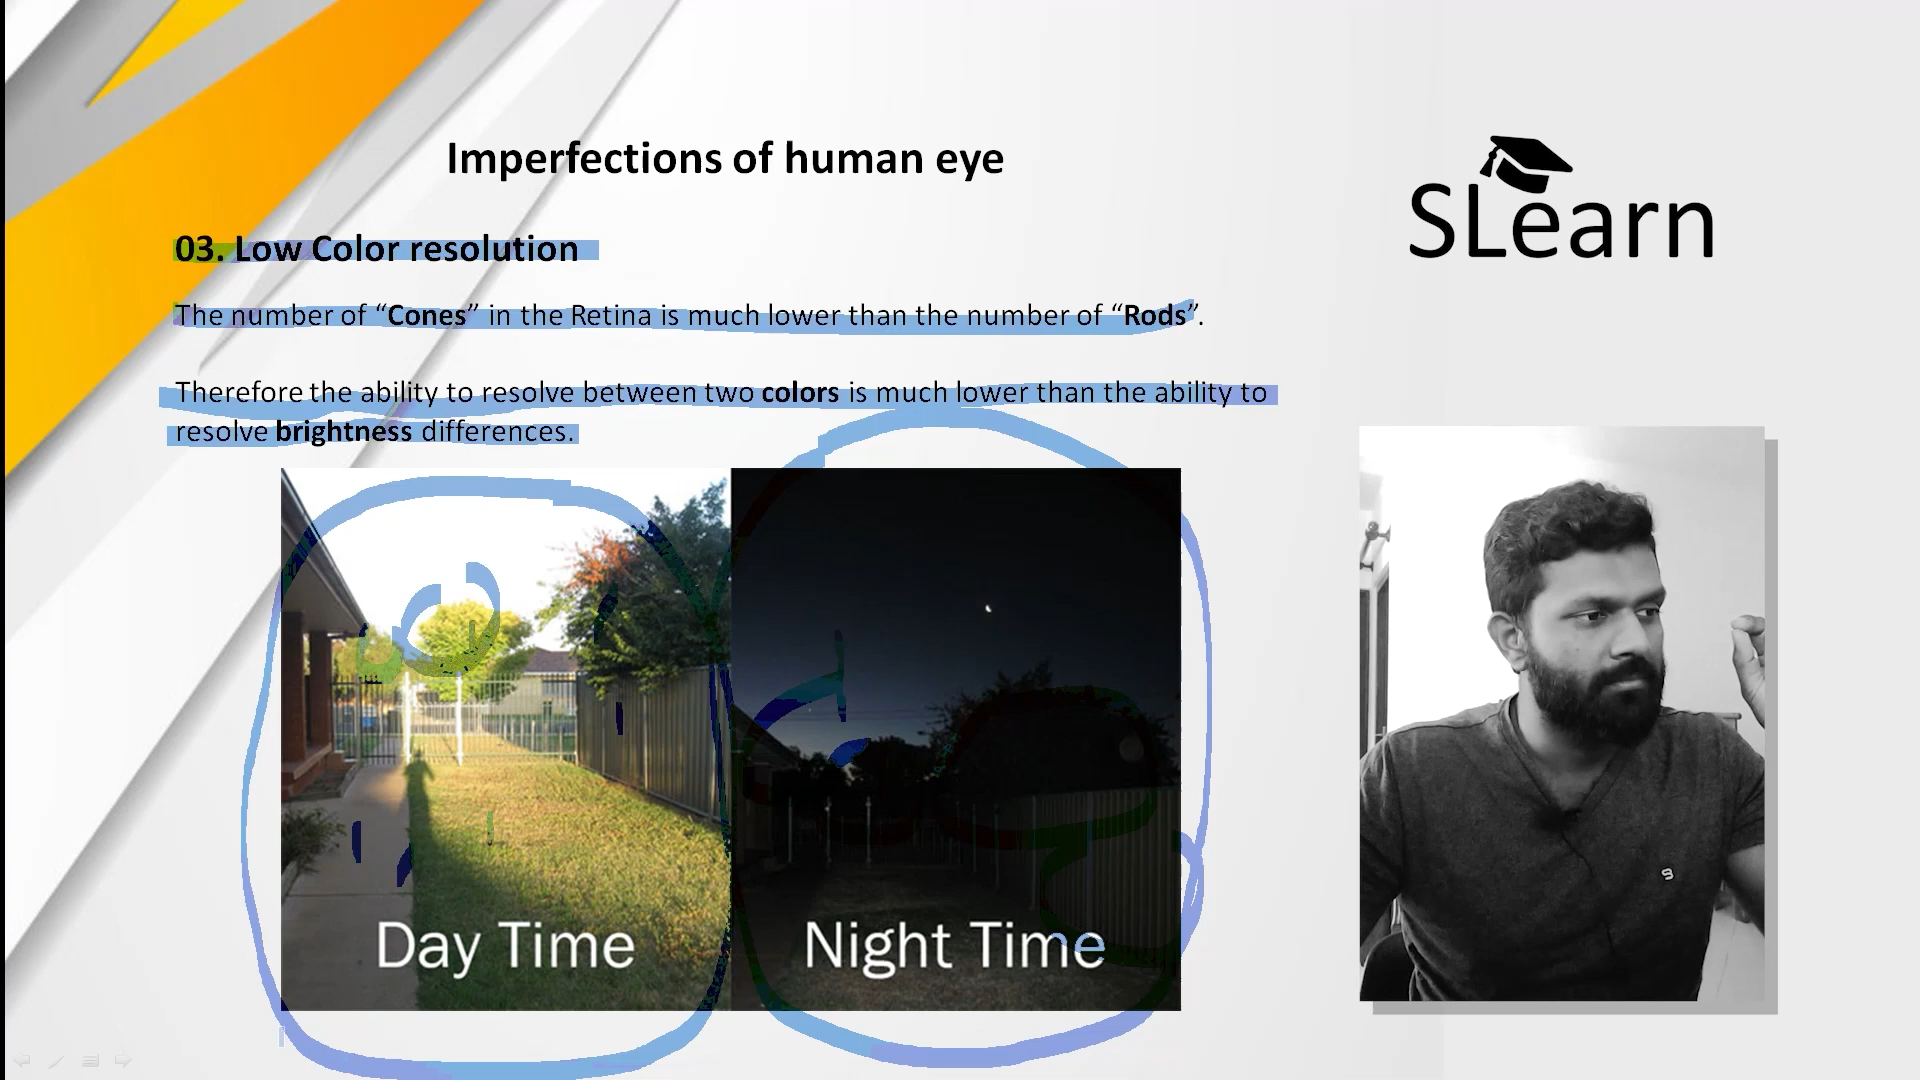 Imperfections of human eye
SLearn
03. Low Color resolution
The number of “Cones” in the Retina is much lower than the number of “Rods”.
Therefore the ability to resolve between two colors is much lower than the ability to
resolve brightness differences.
Day Time
Night Time